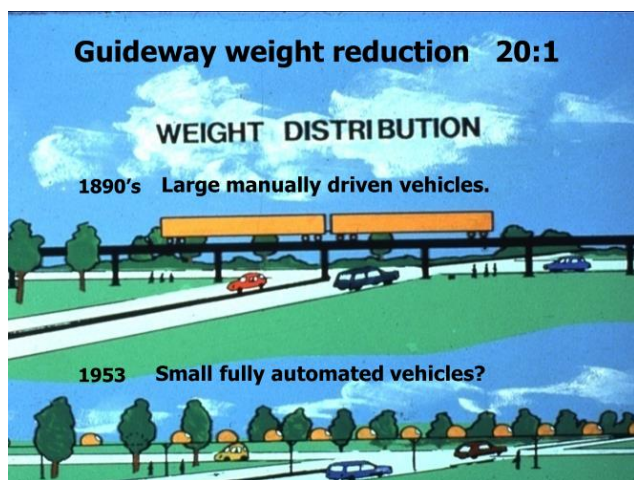 Guideway weight reduction 20:1
WEIGHT DISTRIBUTION
1890's Large manually driven vehicles.
1953 Small fully automated vehicles?